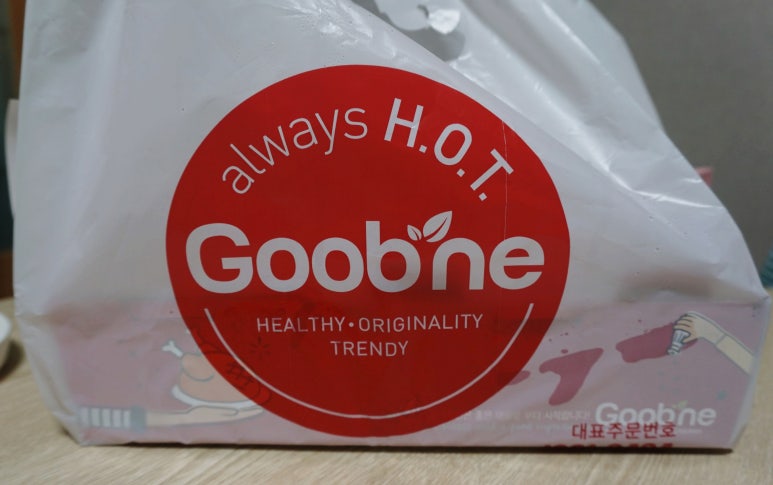 always H.O.T.
Goobne
HEALTHY • ORIGINALITY
TRENDY
Goobne
대표주문번호